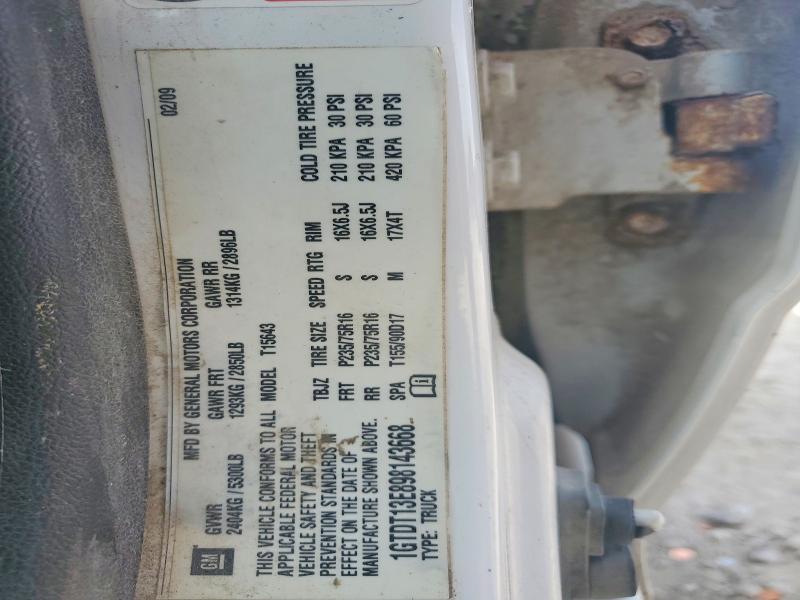 02/09
GM
MFD BY GENERAL MOTORS CORPORATION
GVWR GAWR FRT GAWR RR
2404KG / 5300LB 1293KG / 2850LB 1314KG / 2896LB
THIS VEHICLE CONFORMS TO ALL
APPLICABLE FEDERAL MOTOR
VEHICLE SAFETY AND THEFT
PREVENTION STANDARDS IN
EFFECT ON THE DATE OF
MANUFACTURE SHOWN ABOVE.
1GTDT13E898143668
TYPE: TRUCK
MODEL T15643
TBJZ TIRE SIZE SPEED RTG RIM COLD TIRE PRESSURE
FRT P235/75R16 S 16X6.5J 210 KPA 30 PSI
RR P235/75R16 S 16X6.5J 210 KPA 30 PSI
SPA T155/90D17 M 17X4T 420 KPA 60 PSI